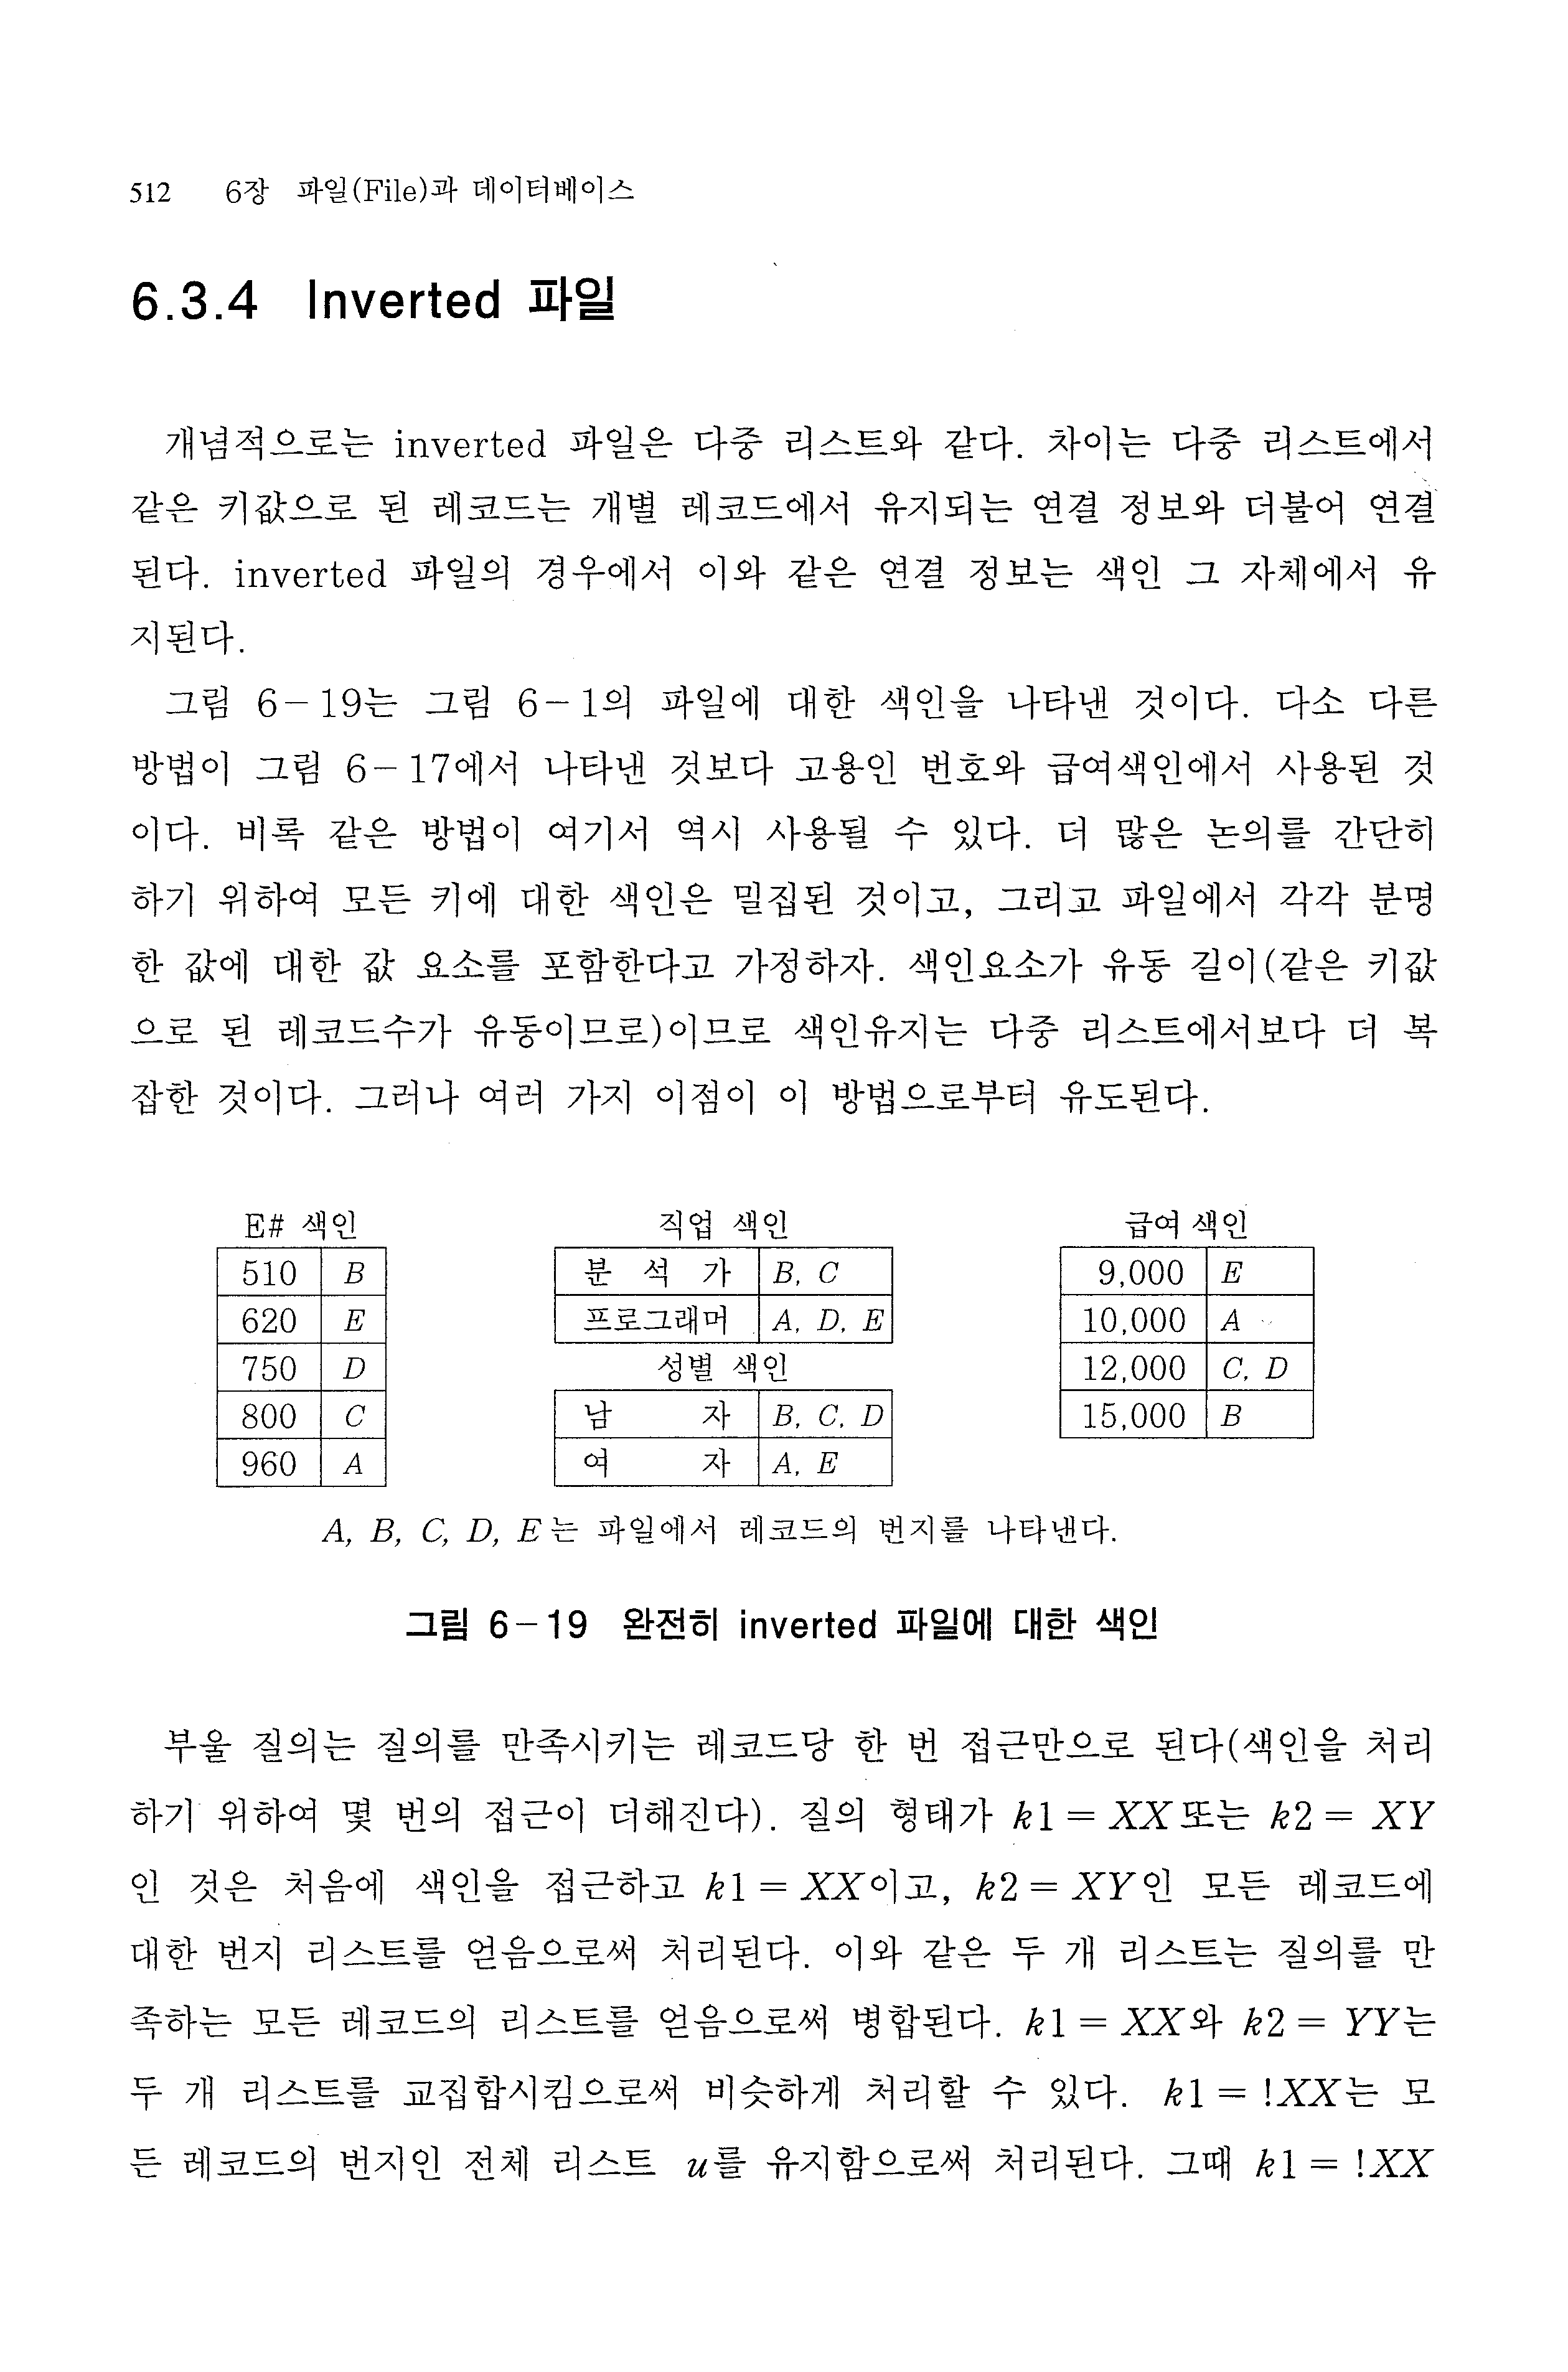 512 6장 파일(File)과 데이터베이스
6.3.4 Inverted 파일
개념적으로는 inverted 파일은 다중 리스트와 같다. 차이는 다중 리스트에서
같은 키값으로 된 레코드는 개별 레코드에서 유지되는 연결 정보와 더불어 연결
된다. inverted 파일의 경우에서 이와 같은 연결 정보는 색인 그 자체에서 유
지된다.
그림 6-19는 그림 6-1의 파일에 대한 색인을 나타낸 것이다. 다소 다른
방법이 그림 6-17에서 나타낸 것보다 고용인 번호와 급여색인에서 사용된 것
이다. 비록 같은 방법이 여기서 역시 사용될 수 있다. 더 많은 논의를 간단히
하기 위하여 모든 키에 대한 색인은 밀집된 것이고, 그리고 파일에서 각각 분명
한 값에 대한 값 요소를 포함한다고 가정하자. 색인요소가 유동 길이(같은 키값
으로 된 레코드수가 유동이므로)이므로 색인유지는 다중 리스트에서보다 더 복
잡한 것이다. 그러나 여러 가지 이점이 이 방법으로부터 유도된다.
E# 색인
510 B
620 E
750 D
800 C
960 A
직업 색인
분 석 가 B, C
프로그래머 A, D, E
성별 색인
남 자 B, C, D
여 자 A, E
급여 색인
9,000 E
10,000 A
12,000 C, D
15,000 B
A, B, C, D, E는 파일에서 레코드의 번지를 나타낸다.
그림 6-19 완전히 inverted 파일에 대한 색인
부울 질의는 질의를 만족시키는 레코드당 한 번 접근만으로 된다(색인을 처리
하기 위하여 몇 번의 접근이 더해진다). 질의 형태가 k1 = XX또는 k2 = XY
인 것은 처음에 색인을 접근하고 k1 = XX이고, k2 = XY인 모든 레코드에
대한 번지 리스트를 얻음으로써 처리된다. 이와 같은 두 개 리스트는 질의를 만
족하는 모든 레코드의 리스트를 얻음으로써 병합된다. k1 = XX와 k2 = YY는
두 개 리스트를 교집합시킴으로써 비슷하게 처리할 수 있다. k1 = !XX는 모
든 레코드의 번지인 전체 리스트 u를 유지함으로써 처리된다. 그때 k1 = !XX